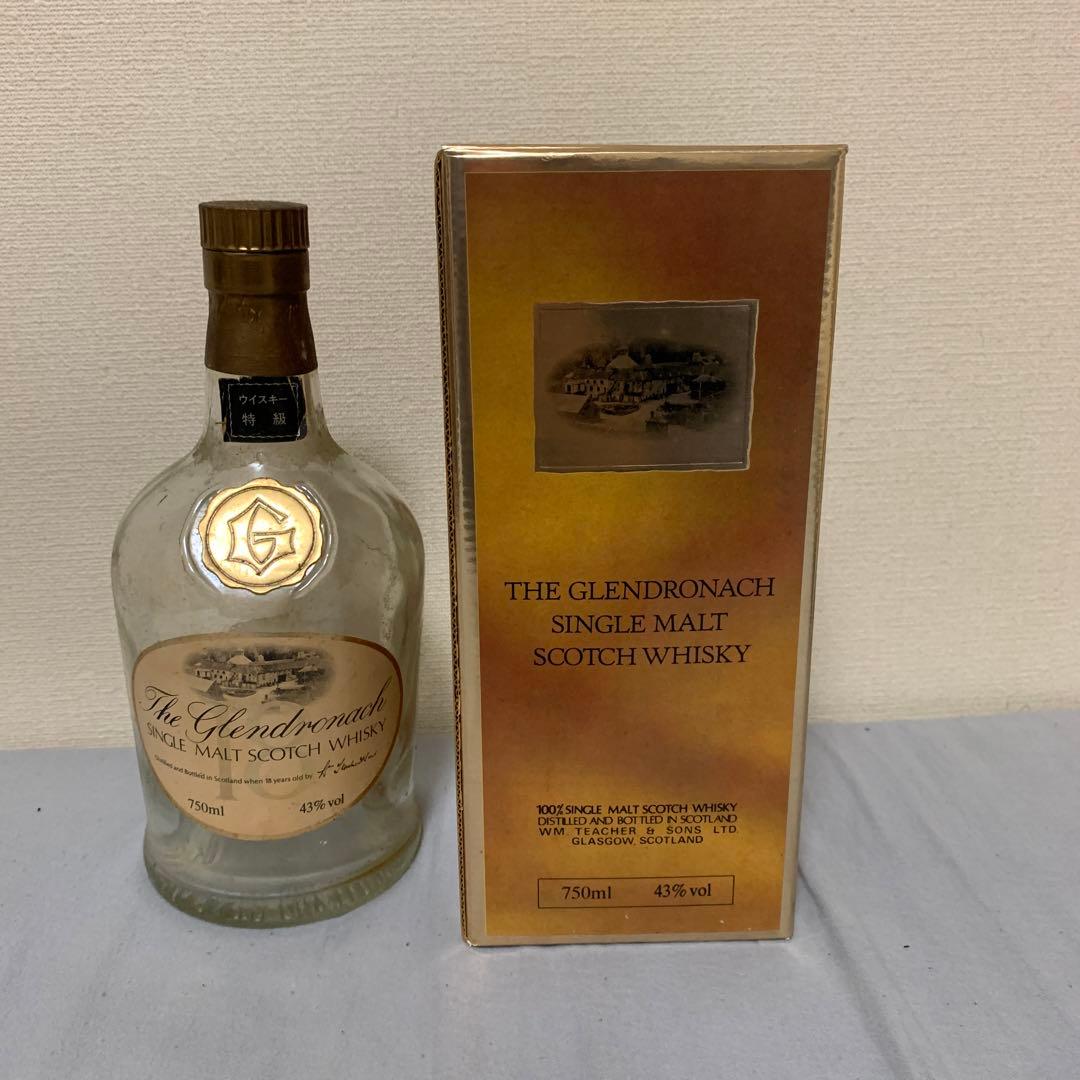 ウイスキー
特級
G
The Glendronach
SINGLE MALT SCOTCH WHISKY
Distilled and Bottled in Scotland when 18 years old by
18
750ml 43% vol
THE GLENDRONACH
SINGLE MALT
SCOTCH WHISKY
100% SINGLE MALT SCOTCH WHISKY
DISTILLED AND BOTTLED IN SCOTLAND
WM. TEACHER & SONS LTD.
GLASGOW, SCOTLAND
750ml 43% vol